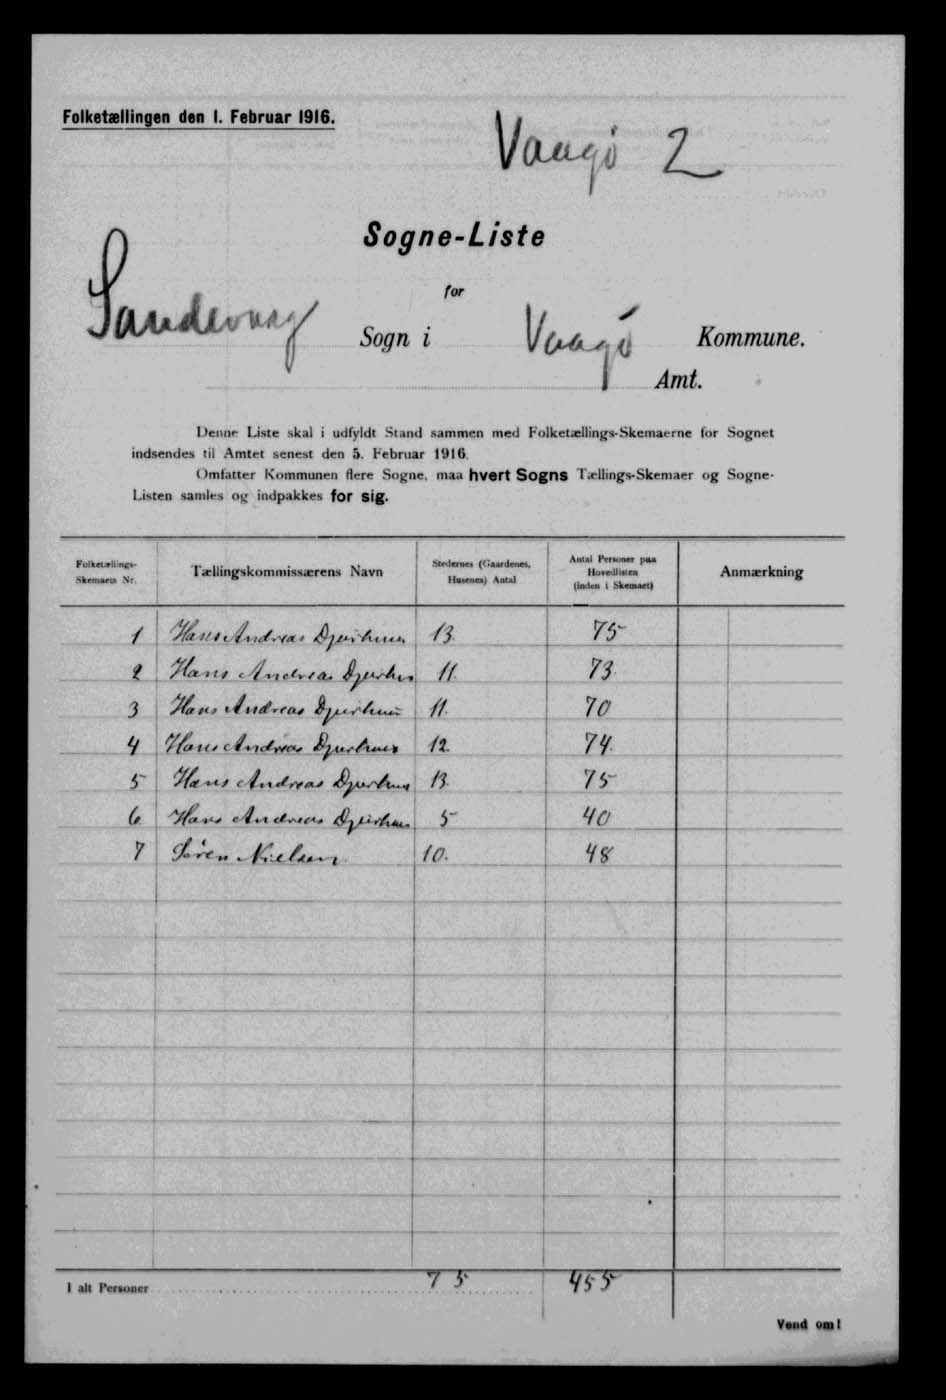 Folketællingen den 1. Februar 1916.
Vaagø 2
Sogne-Liste
for
Sandevaag Sogn i Vaagø Kommune.
Amt.
Denne Liste skal i udfyldt Stand sammen med Folketællings-Skemaerne for Sognet
indsendes til Amtet senest den 5. Februar 1916.
Omfatter Kommunen flere Sogne, maa hvert Sogns Tællings-Skemaer og Sogne-
Listen samles og indpakkes for sig.
Folketællings-Skemaets Nr. Tællingskommissærens Navn Stedernes (Gaardenes, Husenes) Antal Antal Personer paa Hovedlisten (inden i Skemaet) Anmærkning
1 Hans Andreas Djurhuus 13. 75
2 Hans Andreas Djurhus 11. 73.
3 Hans Andreas Djurhuus 11. 70
4 Hans Andreas Djurhuus 12. 74.
5 Hans Andreas Djurhuus 13. 75
6 Hans Andreas Djurhuus 5 40
7 Søren Nielsen. 10. 48
I alt Personer 75 455
Vend om!